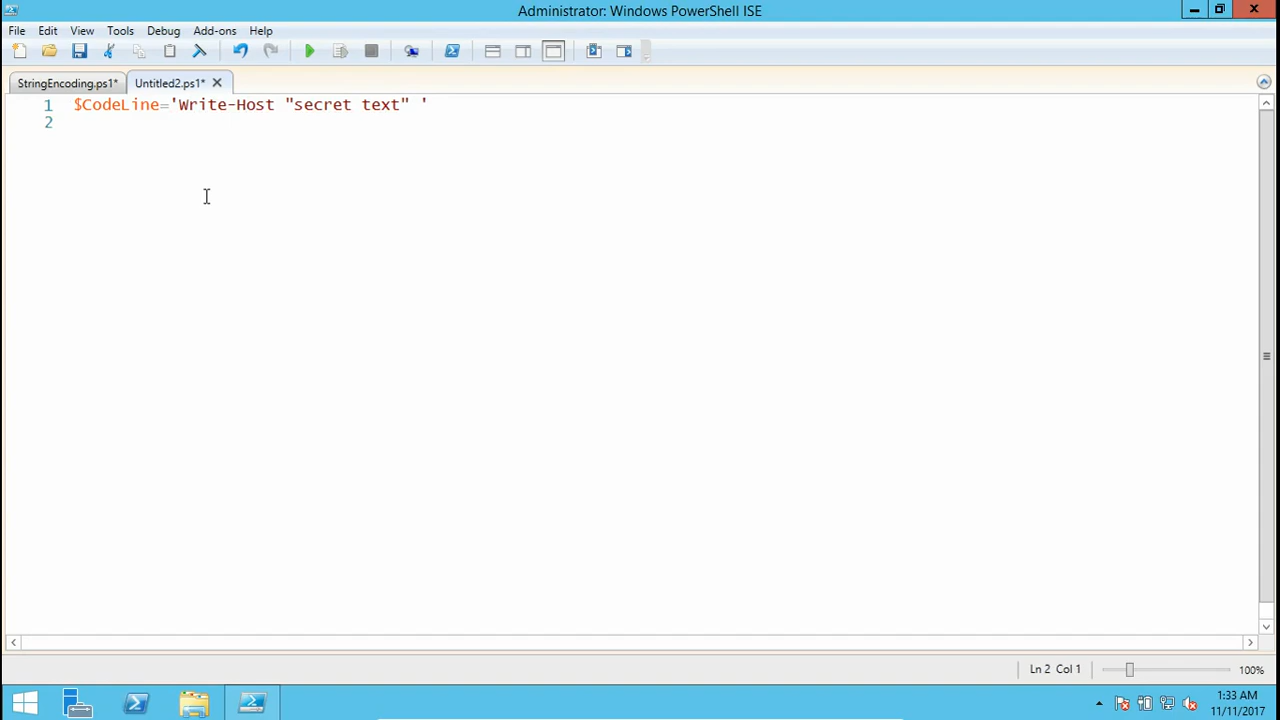 Administrator: Windows PowerShell ISE
File Edit View Tools Debug Add-ons Help
StringEncoding.ps1* Untitled2.ps1*
1 $CodeLine='Write-Host "secret text" '
2
Ln 2 Col 1 100%
1:33 AM
11/11/2017